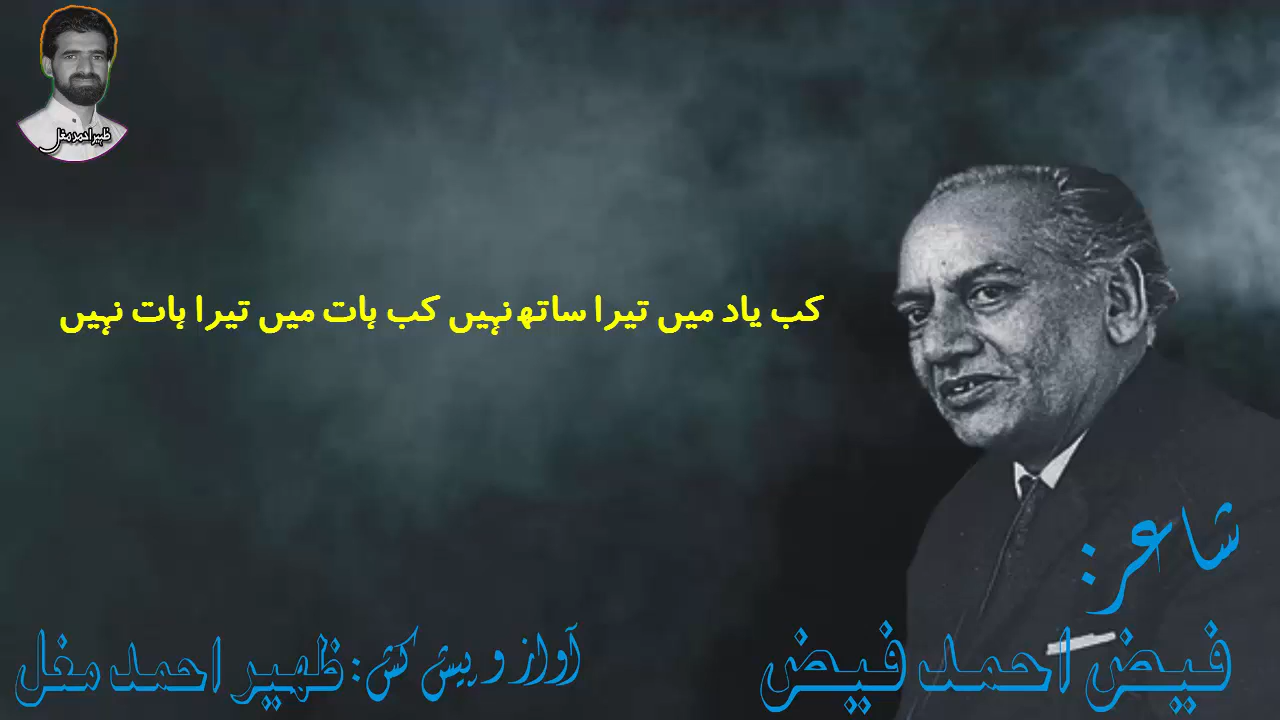 ظہیر احمد مغل
کب یاد میں تیرا ساتھ نہیں کب ہات میں تیرا ہات نہیں
شاعر:
فیض احمد فیض
آواز و پیش کش: ظہیر احمد مغل